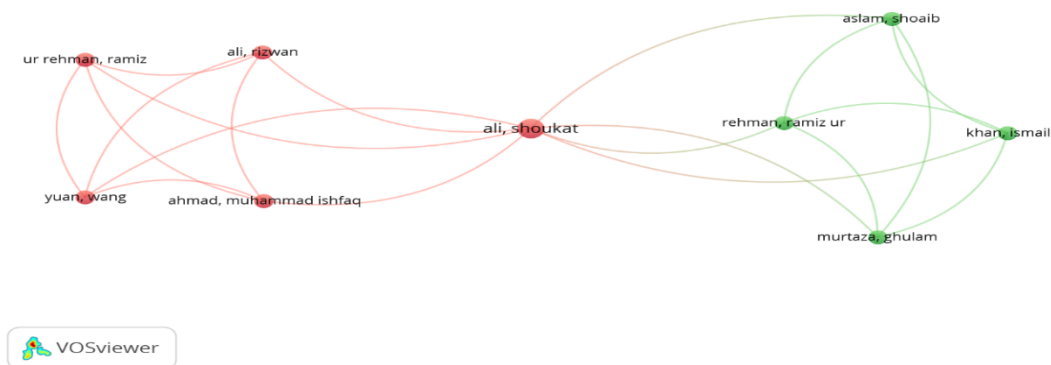 aslam, shoaib
ur rehman, ramiz
ali, rizwan
ali, shoukat
rehman, ramiz ur
khan, ismail
yuan, wang
ahmad, muhammad ishfaq
murtaza, ghulam
VOSviewer